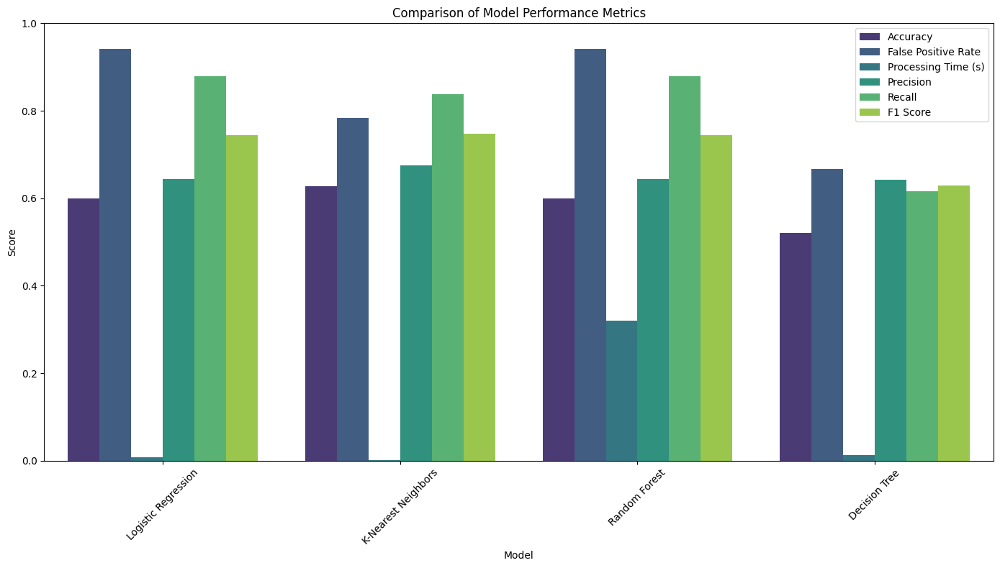 Comparison of Model Performance Metrics
1.0
0.8
0.6
0.4
0.2
0.0
Score
Accuracy
False Positive Rate
Processing Time (s)
Precision
Recall
F1 Score
Logistic Regression
K-Nearest Neighbors
Random Forest
Decision Tree
Model